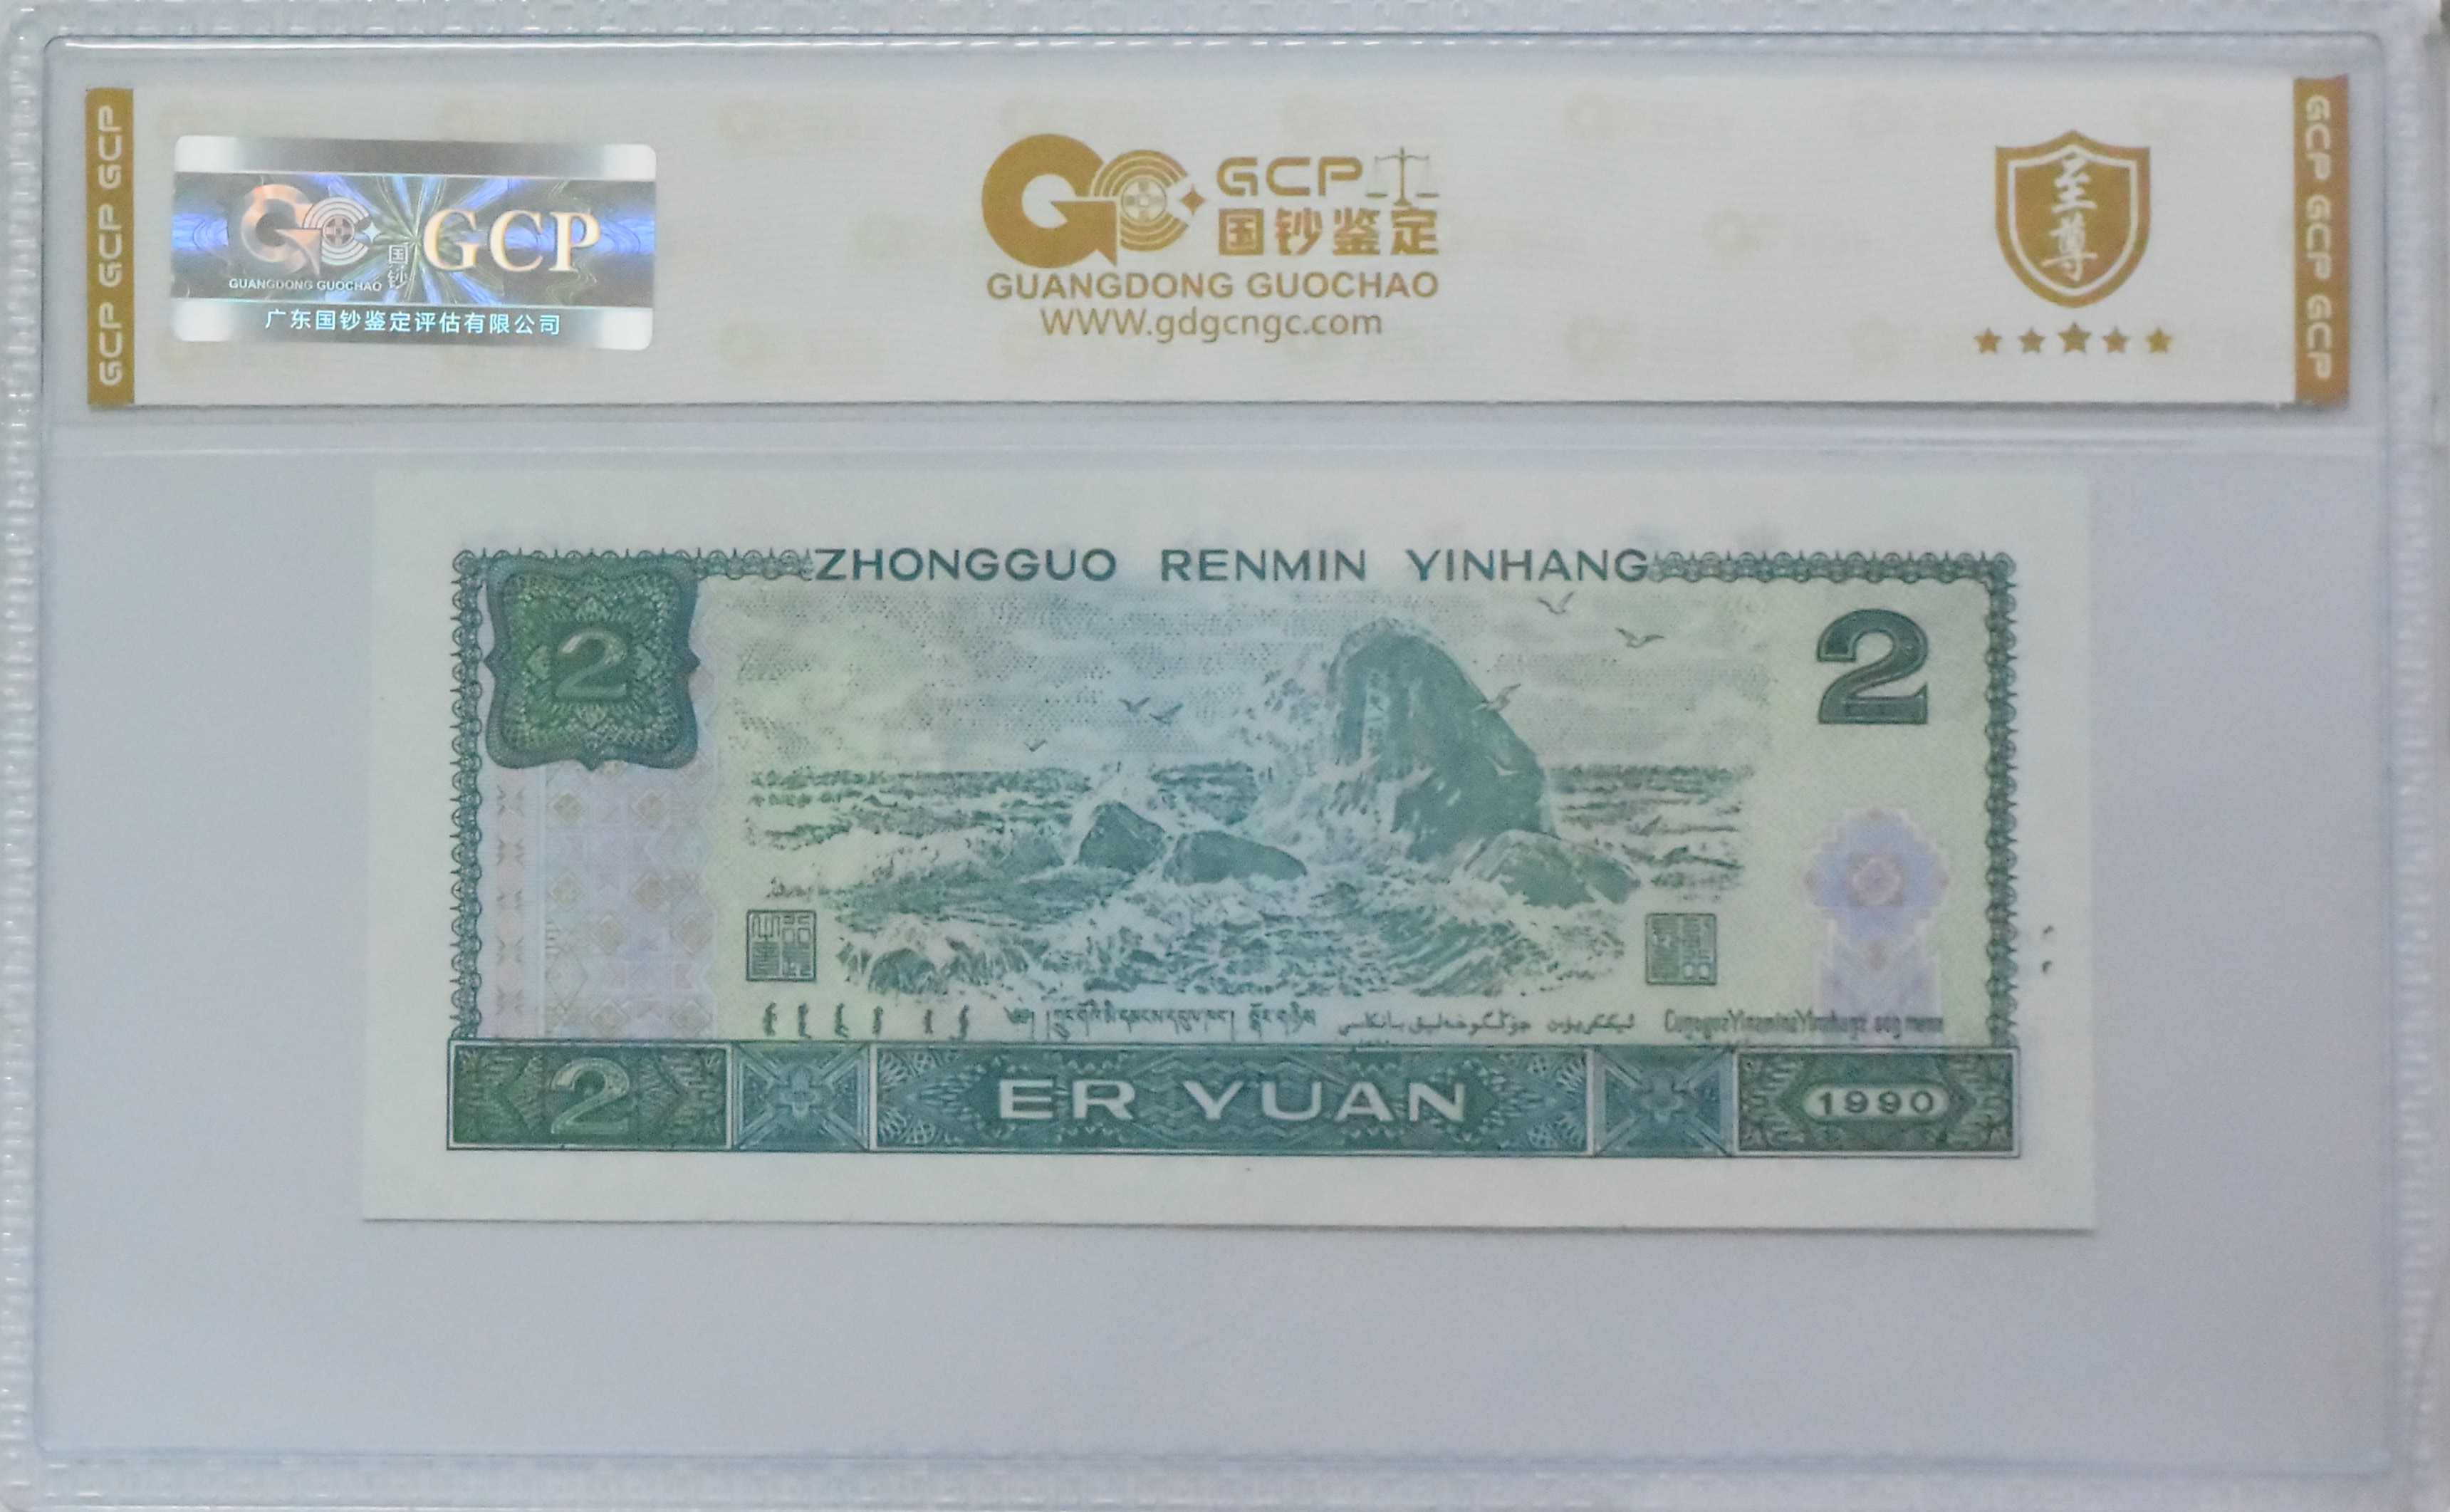 GCP GCP GCP
GCP
国钞
GUANGDONG GUOCHAO
广东国钞鉴定评估有限公司
GCP
国钞鉴定
GUANGDONG GUOCHAO
WWW.gdgcngc.com
至尊
GCP GCP GCP
ZHONGGUO RENMIN YINHANG
2
2
2
ER YUAN
1990